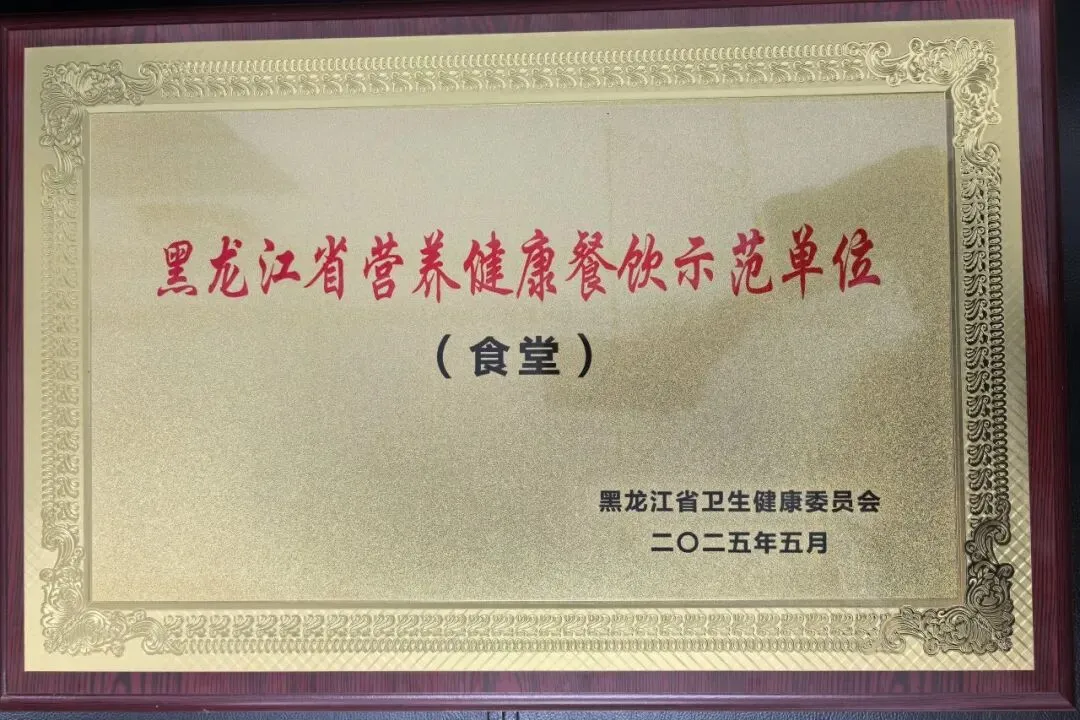 黑龙江省营养健康餐饮示范单位
（食堂）
黑龙江省卫生健康委员会
二〇二五年五月